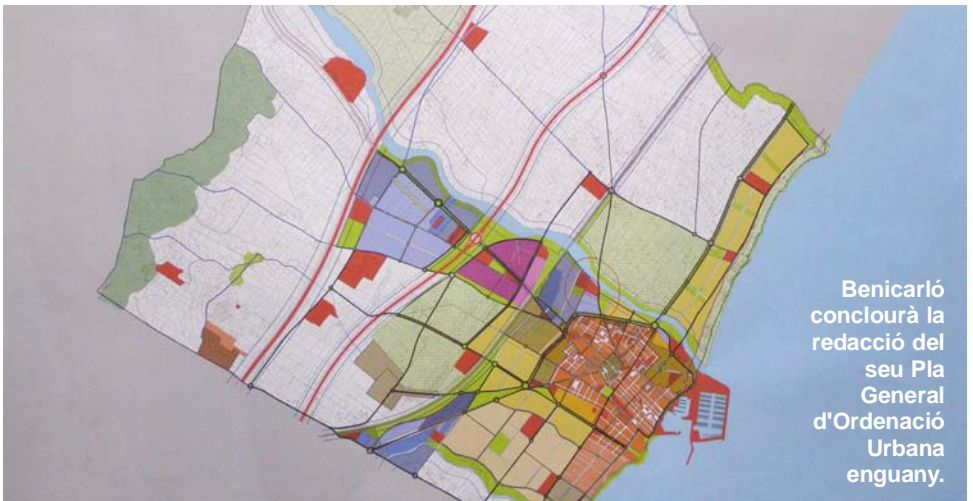 Benicarló
conclourà la
redacció del
seu Pla
General
d'Ordenació
Urbana
enguany.